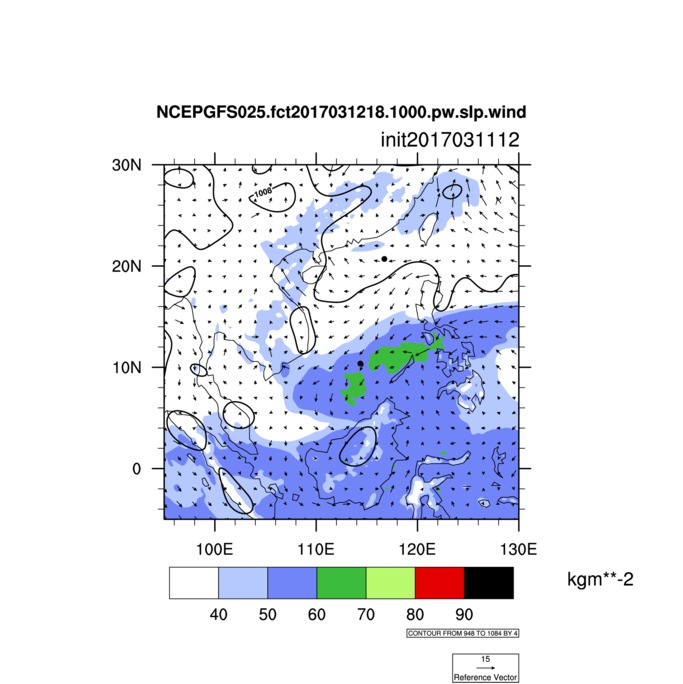 NCEPGFS025.fct2017031218.1000.pw.slp.wind
init2017031112
30N
1008
20N
10N
0
100E 110E 120E 130E
kgm**-2
40 50 60 70 80 90
CONTOUR FROM 948 TO 1084 BY 4
15
Reference Vector